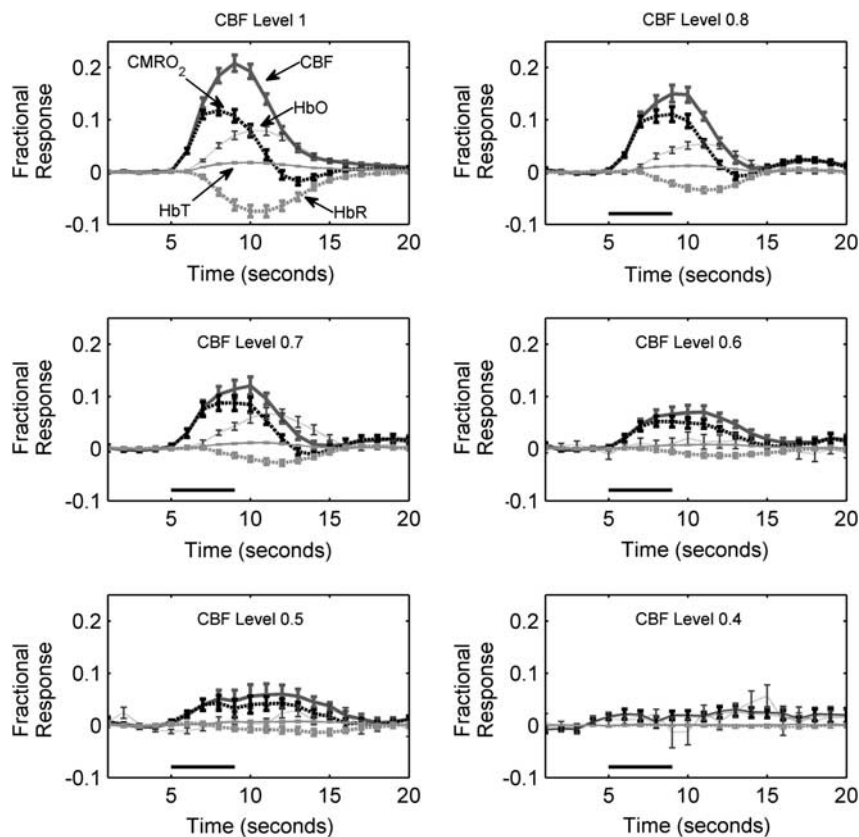 CBF Level 1
0.2
0.1
0
-0.1
Fractional
Response
CMRO2
CBF
HbO
HbT
HbR
5
10
15
20
Time (seconds)
CBF Level 0.8
0.2
0.1
0
-0.1
Fractional
Response
5
10
15
20
Time (seconds)
CBF Level 0.7
0.2
0.1
0
-0.1
Fractional
Response
5
10
15
20
Time (seconds)
CBF Level 0.6
0.2
0.1
0
-0.1
Fractional
Response
5
10
15
20
Time (seconds)
CBF Level 0.5
0.2
0.1
0
-0.1
Fractional
Response
5
10
15
20
Time (seconds)
CBF Level 0.4
0.2
0.1
0
-0.1
Fractional
Response
5
10
15
20
Time (seconds)